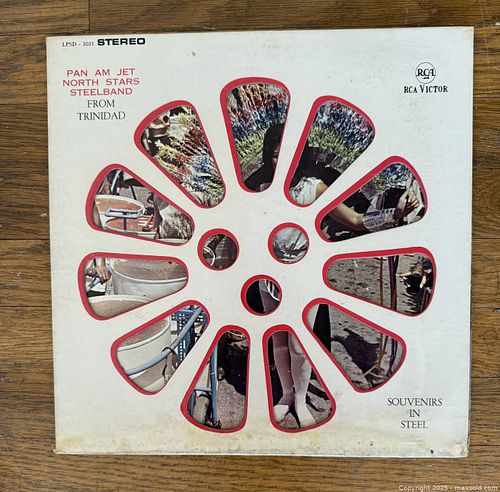 LPSD - 3035 STEREO
PAN AM JET
NORTH STARS
STEELBAND
FROM
TRINIDAD
RCA
RCA VICTOR
SOUVENIRS
IN
STEEL
Copyright © 2025 - maxsold.com